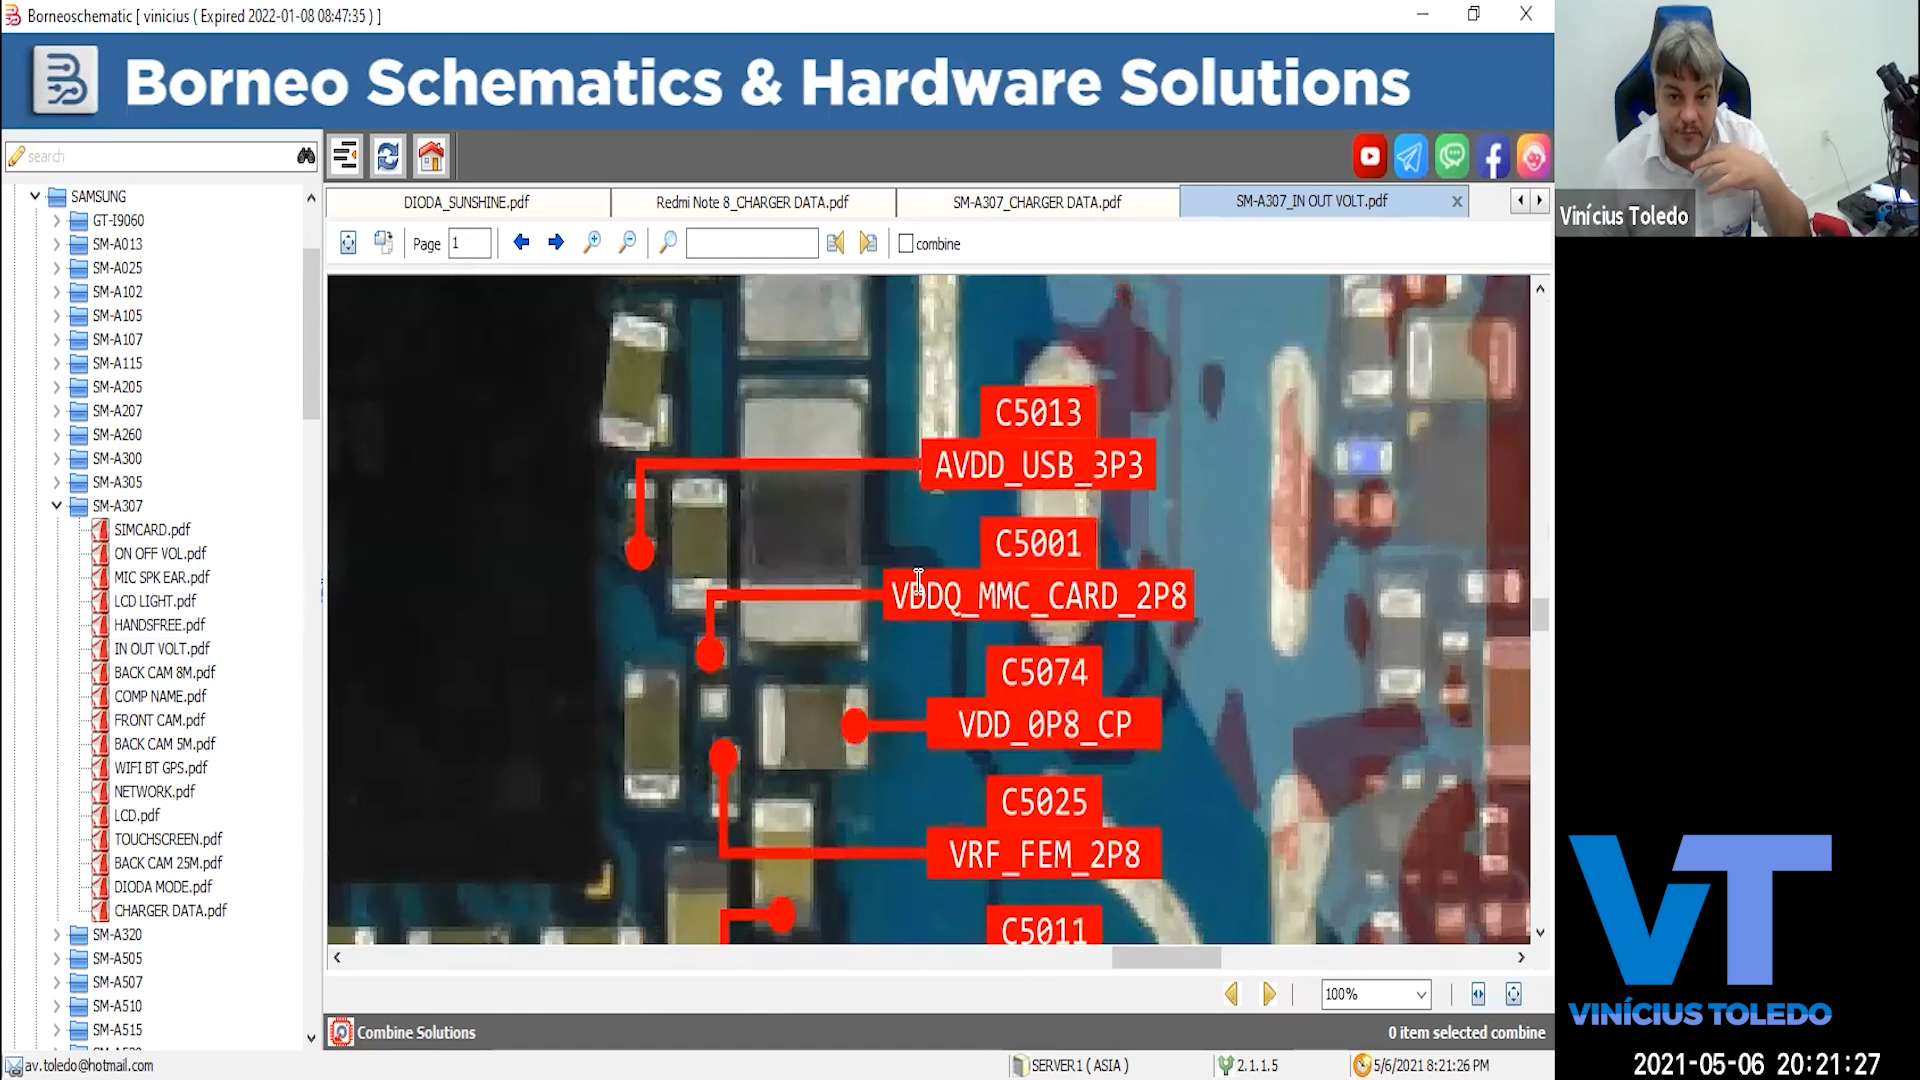 Borneoschematic [ vinicius ( Expired 2022-01-08 08:47:35 ) ]
Borneo Schematics & Hardware Solutions
search
DIODA_SUNSHINE.pdf
Redmi Note 8_CHARGER DATA.pdf
SM-A307_CHARGER DATA.pdf
SM-A307_IN OUT VOLT.pdf
Page 1
combine
SAMSUNG
GT-I9060
SM-A013
SM-A025
SM-A102
SM-A105
SM-A107
SM-A115
SM-A205
SM-A207
SM-A260
SM-A300
SM-A305
SM-A307
SIMCARD.pdf
ON OFF VOL.pdf
MIC SPK EAR.pdf
LCD LIGHT.pdf
HANDSFREE.pdf
IN OUT VOLT.pdf
BACK CAM 8M.pdf
COMP NAME.pdf
FRONT CAM.pdf
BACK CAM 5M.pdf
WIFI BT GPS.pdf
NETWORK.pdf
LCD.pdf
TOUCHSCREEN.pdf
BACK CAM 25M.pdf
DIODA MODE.pdf
CHARGER DATA.pdf
SM-A320
SM-A505
SM-A507
SM-A510
SM-A515
C5013
AVDD_USB_3P3
C5001
VDDQ_MMC_CARD_2P8
C5074
VDD_0P8_CP
C5025
VRF_FEM_2P8
C5011
100%
Combine Solutions
0 item selected combine
av.toledo@hotmail.com
SERVER1 ( ASIA )
2.1.1.5
5/6/2021 8:21:26 PM
Vinícius Toledo
VT
VINÍCIUS TOLEDO
2021-05-06 20:21:27